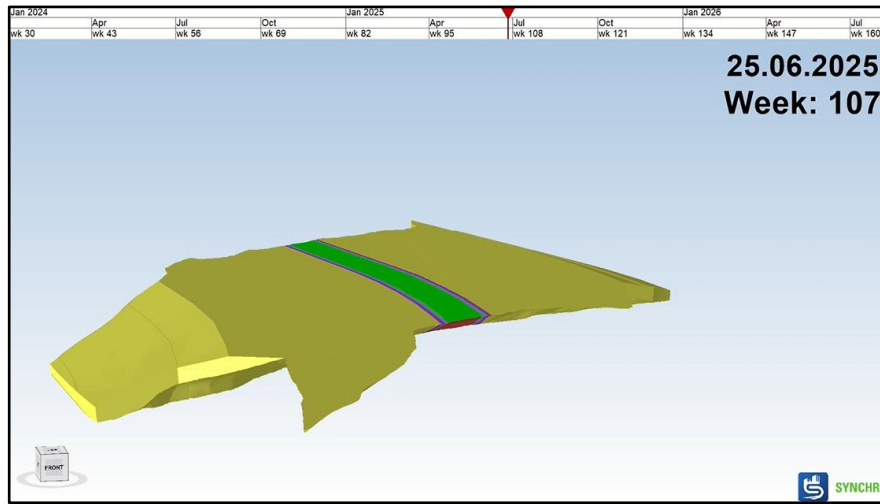 Jan 2024 Jan 2025 Jan 2026
Apr Jul Oct Apr Jul Oct Apr Jul
wk 30 wk 43 wk 56 wk 69 wk 82 wk 95 wk 108 wk 121 wk 134 wk 147 wk 160
25.06.2025
Week: 107
FRONT
SYNCHR